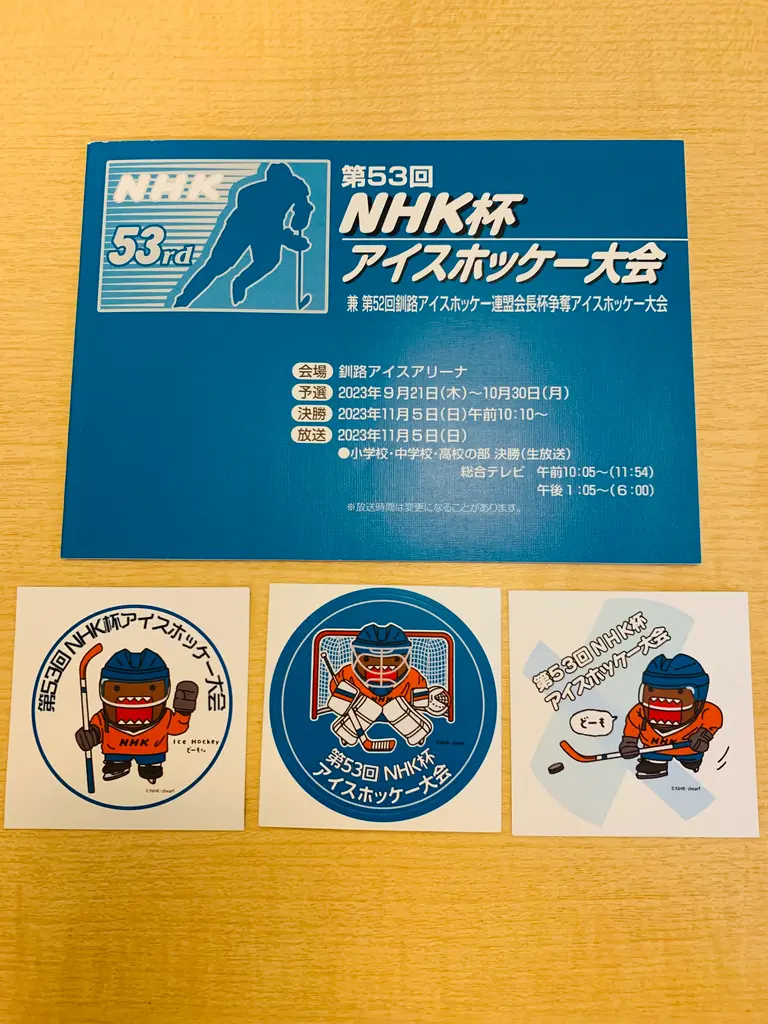 NHK
53rd
第53回
NHK杯
アイスホッケー大会
兼 第52回釧路アイスホッケー連盟会長杯争奪アイスホッケー大会
会場 釧路アイスアリーナ
予選 2023年9月21日(木)~10月30日(月)
決勝 2023年11月5日(日)午前10:10~
放送 2023年11月5日(日)
●小学校・中学校・高校の部 決勝(生放送)
総合テレビ 午前10:05~(11:54)
午後1:05~(6:00)
※放送時間は変更になることがあります。
第53回 NHK杯アイスホッケー大会
NHK
Ice Hockey
どーもくん
©NHK・dwarf
第53回 NHK杯
アイスホッケー大会
©NHK・dwarf
第53回 NHK杯
アイスホッケー大会
どーも
NHK
©NHK・dwarf